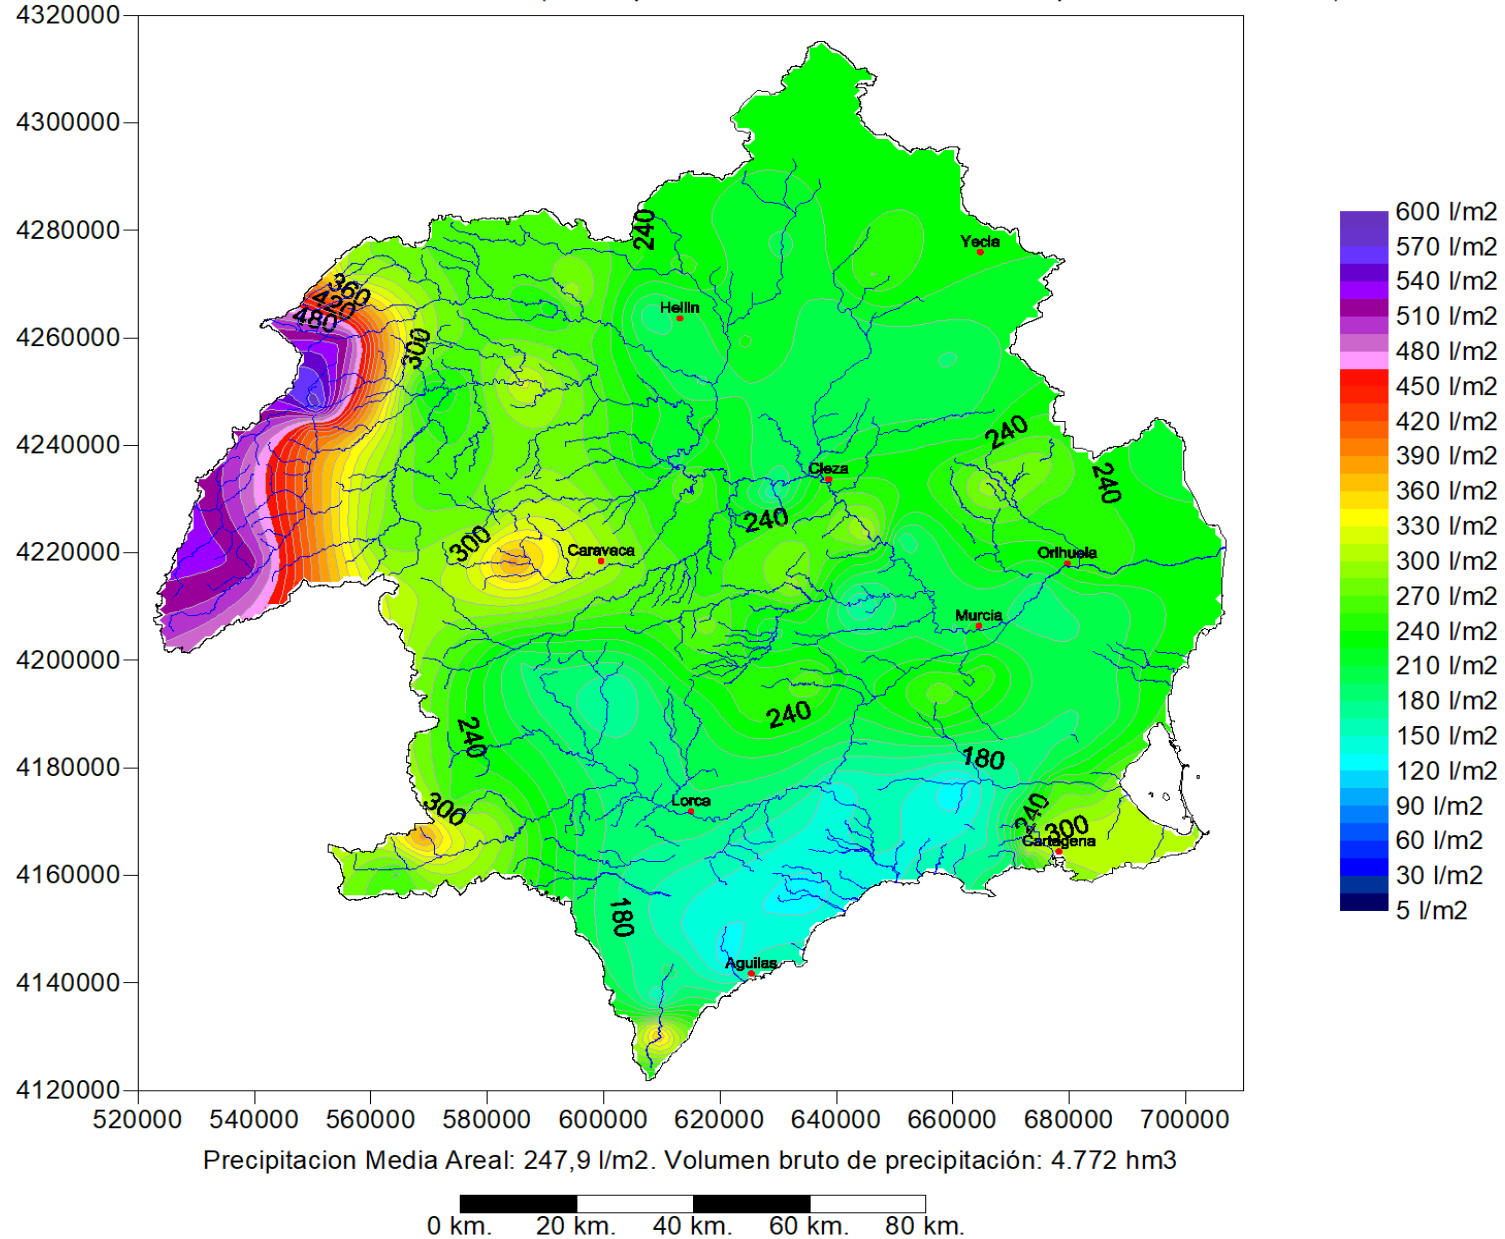 4320000
4300000
600 l/m2
240
4280000
Yecla
570 l/m2
540 l/m2
360
420
480
Hellin
510 l/m2
4260000
300
480 l/m2
450 l/m2
420 l/m2
240
4240000
390 l/m2
Cieza
240
360 l/m2
240
330 l/m2
300
Caravaca
Orihuela
4220000
300 l/m2
270 l/m2
Murcia
240 l/m2
4200000
210 l/m2
180 l/m2
240
240
150 l/m2
180
4180000
120 l/m2
300
Lorca
240
90 l/m2
300
Cartagena
60 l/m2
4160000
30 l/m2
180
5 l/m2
Aguilas
4140000
4120000
520000 540000 560000 580000 600000 620000 640000 660000 680000 700000
Precipitacion Media Areal: 247,9 l/m2. Volumen bruto de precipitación: 4.772 hm3
0 km. 20 km. 40 km. 60 km. 80 km.